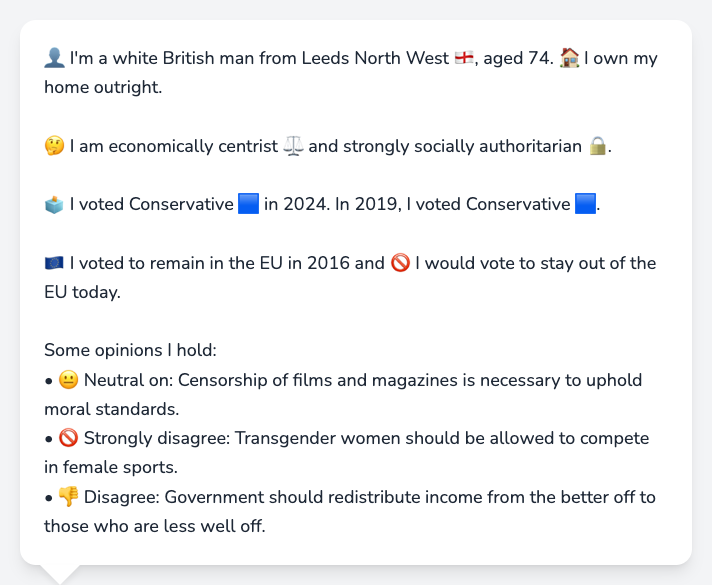 👤 I'm a white British man from Leeds North West 🏴󠁧󠁢󠁥󠁮󠁧󠁿, aged 74. 🏠 I own my
home outright.
🤔 I am economically centrist ⚖️ and strongly socially authoritarian 🔒.
🗳️ I voted Conservative 🟦 in 2024. In 2019, I voted Conservative 🟦.
🇪🇺 I voted to remain in the EU in 2016 and 🚫 I would vote to stay out of the
EU today.
Some opinions I hold:
• 😐 Neutral on: Censorship of films and magazines is necessary to uphold
moral standards.
• 🚫 Strongly disagree: Transgender women should be allowed to compete
in female sports.
• 👎 Disagree: Government should redistribute income from the better off to
those who are less well off.